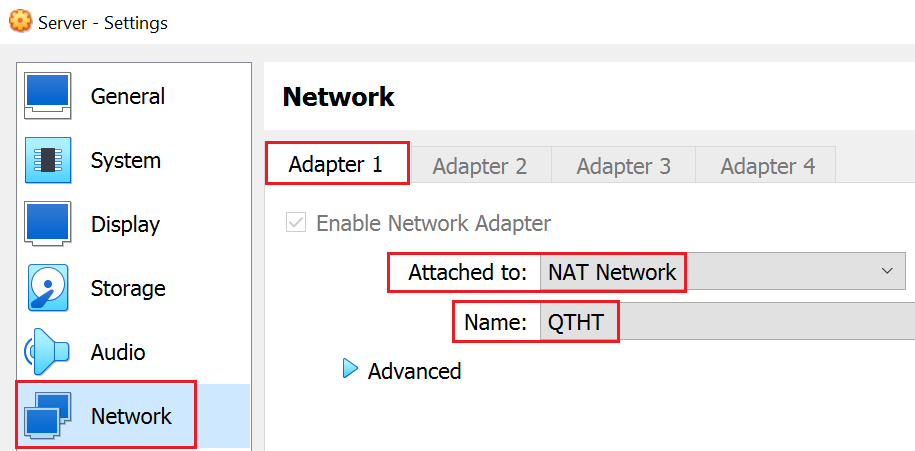 Server - Settings
General
System
Display
Storage
Audio
Network
Network
Adapter 1 Adapter 2 Adapter 3 Adapter 4
Enable Network Adapter
Attached to: NAT Network
Name: QTHT
Advanced